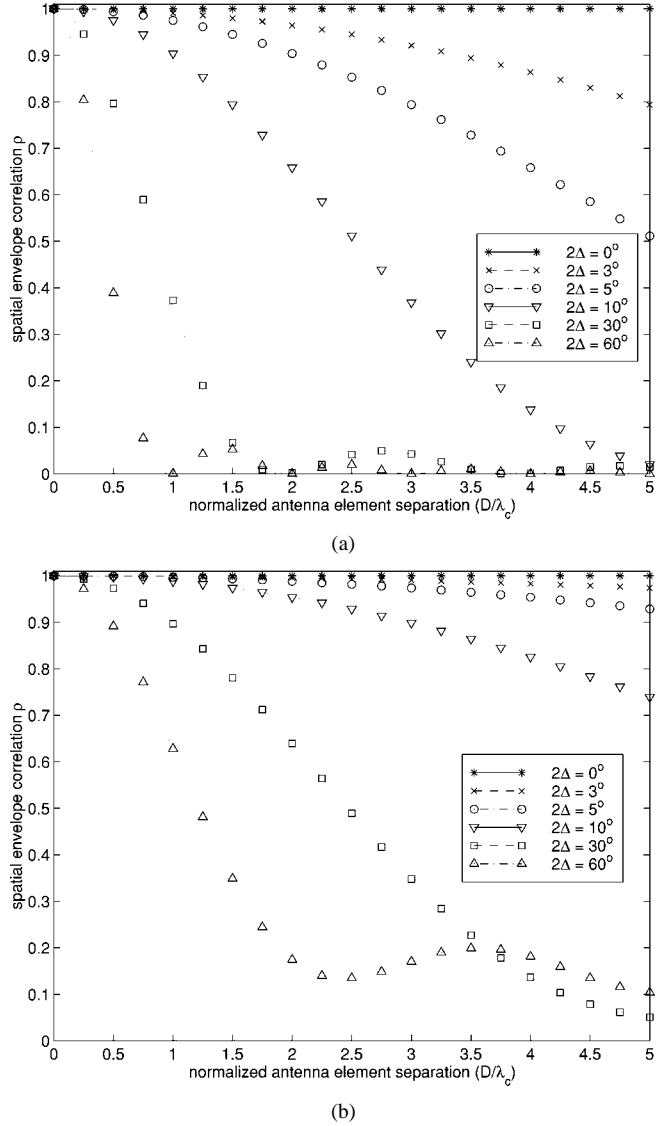 1
0.9
0.8
0.7
0.6
0.5
0.4
0.3
0.2
0.1
0
spatial envelope correlation ρ
2Δ = 0°
2Δ = 3°
2Δ = 5°
2Δ = 10°
2Δ = 30°
2Δ = 60°
0 0.5 1 1.5 2 2.5 3 3.5 4 4.5 5
normalized antenna element separation (D/λc)
(a)
1
0.9
0.8
0.7
0.6
0.5
0.4
0.3
0.2
0.1
0
spatial envelope correlation ρ
2Δ = 0°
2Δ = 3°
2Δ = 5°
2Δ = 10°
2Δ = 30°
2Δ = 60°
0 0.5 1 1.5 2 2.5 3 3.5 4 4.5 5
normalized antenna element separation (D/λc)
(b)